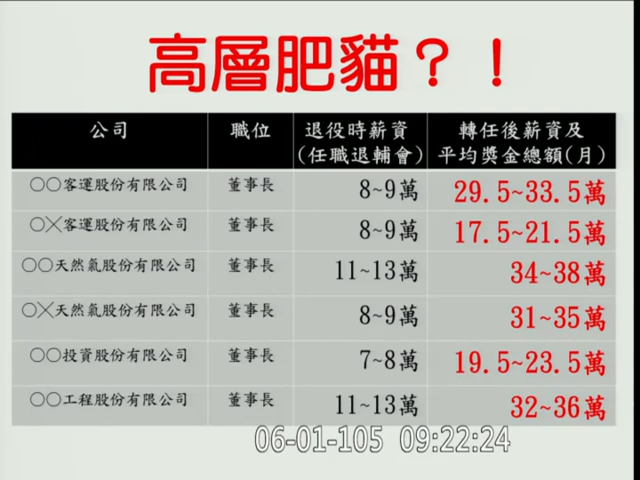 高層肥貓？！
公司 職位 退役時薪資 轉任後薪資及
(任職退輔會) 平均獎金總額(月)
○○客運股份有限公司 董事長 8~9萬 29.5~33.5萬
○╳客運股份有限公司 董事長 8~9萬 17.5~21.5萬
○○天然氣股份有限公司 董事長 11~13萬 34~38萬
○╳天然氣股份有限公司 董事長 8~9萬 31~35萬
○○投資股份有限公司 董事長 7~8萬 19.5~23.5萬
○○工程股份有限公司 董事長 11~13萬 32~36萬
06-01-105 09:22:24